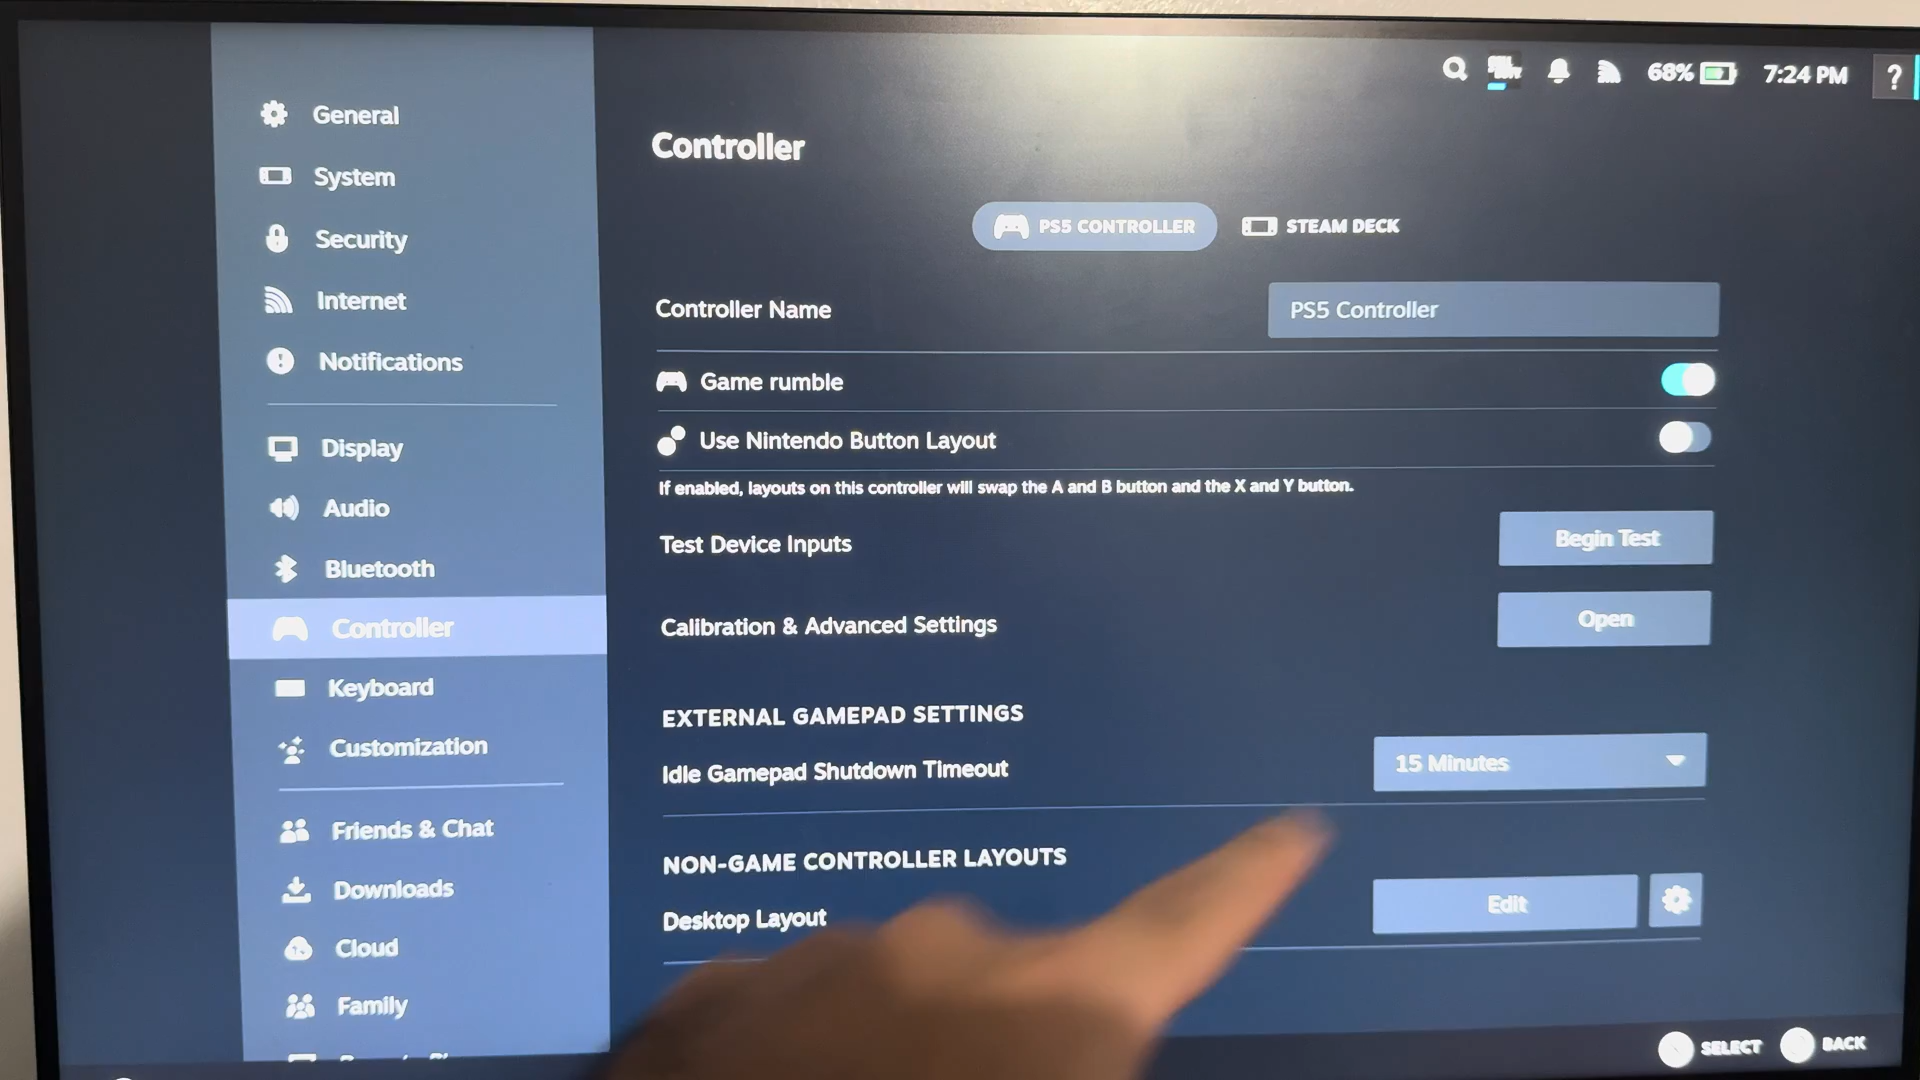 68%
7:24 PM
?
General
System
Security
Internet
Notifications
Display
Audio
Bluetooth
Controller
Keyboard
Customization
Friends & Chat
Downloads
Cloud
Family
Controller
PS5 CONTROLLER
STEAM DECK
Controller Name
PS5 Controller
Game rumble
Use Nintendo Button Layout
If enabled, layouts on this controller will swap the A and B button and the X and Y button.
Test Device Inputs
Begin Test
Calibration & Advanced Settings
Open
EXTERNAL GAMEPAD SETTINGS
Idle Gamepad Shutdown Timeout
15 Minutes
NON-GAME CONTROLLER LAYOUTS
Desktop Layout
Edit
SELECT
BACK